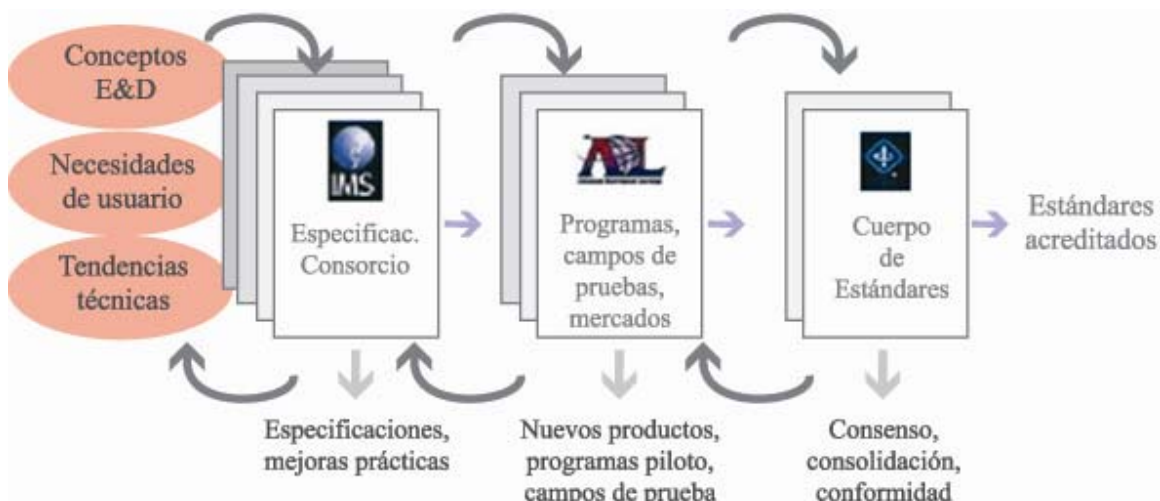 Conceptos
E&D
Necesidades
de usuario
Tendencias
técnicas
IMS
Especificac.
Consorcio
ADL
Programas,
campos de
pruebas,
mercados
Cuerpo
de
Estándares
Estándares
acreditados
Especificaciones,
mejoras prácticas
Nuevos productos,
programas piloto,
campos de prueba
Consenso,
consolidación,
conformidad